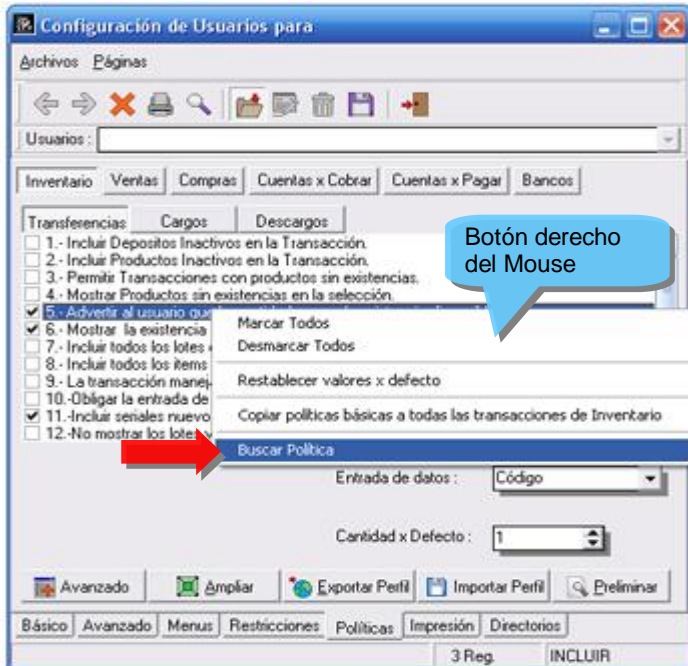 Configuración de Usuarios para
Archivos Páginas
Usuarios :
Inventario Ventas Compras Cuentas x Cobrar Cuentas x Pagar Bancos
Transferencias Cargos Descargos
1.- Incluir Depositos Inactivos en la Transacción.
2.- Incluir Productos Inactivos en la Transacción.
3.- Permitir Transacciones con productos sin existencias.
4.- Mostrar Productos sin existencias en la selección.
5.- Advertir al usuario que
6.- Mostrar la existencia
7.- Incluir todos los lotes
8.- Incluir todos los items
9.- La transacción manej
10.-Obligar la entrada de
11.-Incluir seriales nuevo
12.-No mostrar los lotes v
Botón derecho
del Mouse
Marcar Todos
Desmarcar Todos
Restablecer valores x defecto
Copiar políticas básicas a todas las transacciones de Inventario
Buscar Política
Entrada de datos : Código
Cantidad x Defecto : 1
Avanzado Ampliar Exportar Perfil Importar Perfil Preliminar
Básico Avanzado Menus Restricciones Políticas Impresión Directorios
3 Reg. INCLUIR